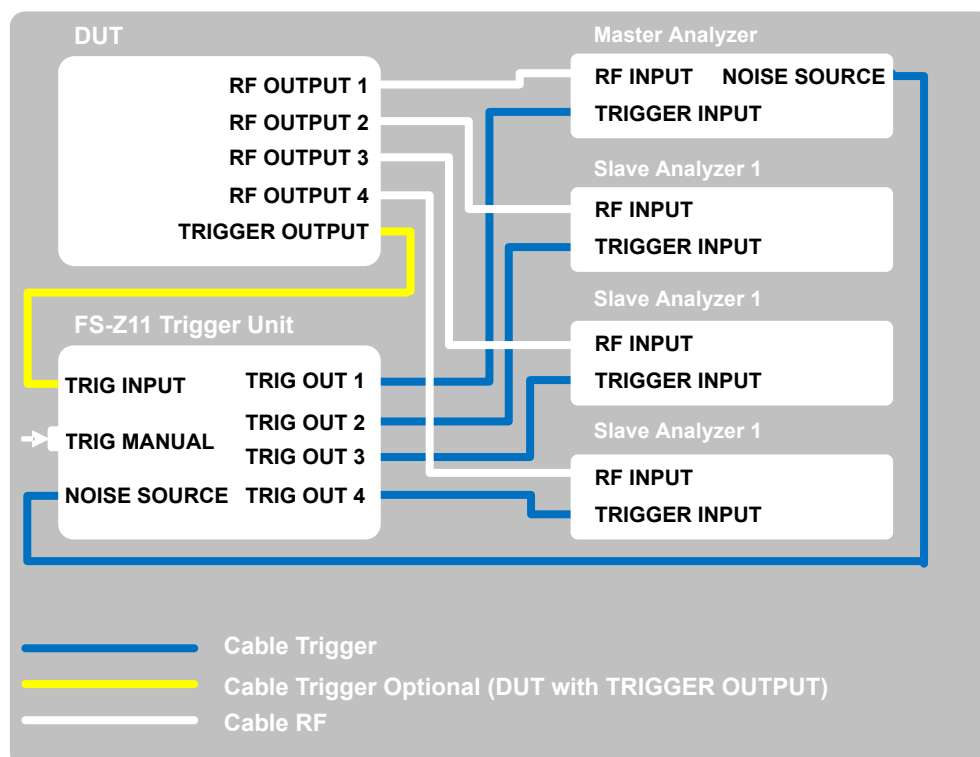 DUT
RF OUTPUT 1
RF OUTPUT 2
RF OUTPUT 3
RF OUTPUT 4
TRIGGER OUTPUT
Master Analyzer
RF INPUT NOISE SOURCE
TRIGGER INPUT
Slave Analyzer 1
RF INPUT
TRIGGER INPUT
Slave Analyzer 1
RF INPUT
TRIGGER INPUT
Slave Analyzer 1
RF INPUT
TRIGGER INPUT
FS-Z11 Trigger Unit
TRIG INPUT
TRIG MANUAL
NOISE SOURCE
TRIG OUT 1
TRIG OUT 2
TRIG OUT 3
TRIG OUT 4
Cable Trigger
Cable Trigger Optional (DUT with TRIGGER OUTPUT)
Cable RF